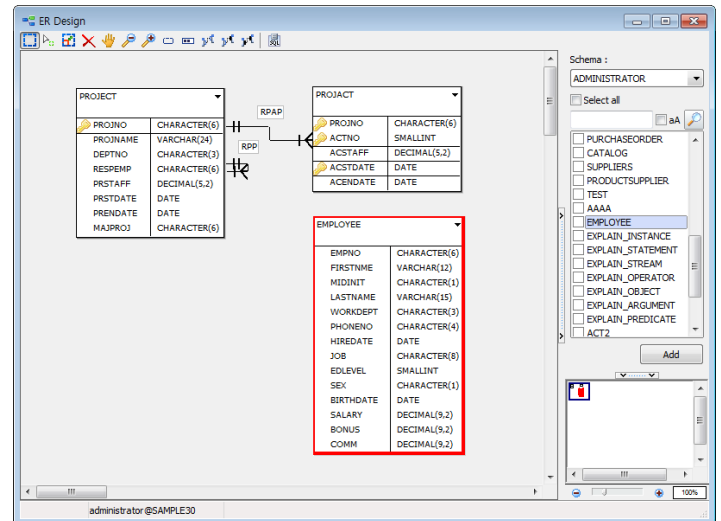 ER Design
SQL
PROJECT
PROJNO CHARACTER(6)
PROJNAME VARCHAR(24)
DEPTNO CHARACTER(3)
RESPEMP CHARACTER(6)
PRSTAFF DECIMAL(5,2)
PRSTDATE DATE
PRENDATE DATE
MAJPROJ CHARACTER(6)
RPAP
RPP
PROJACT
PROJNO CHARACTER(6)
ACTNO SMALLINT
ACSTAFF DECIMAL(5,2)
ACSTDATE DATE
ACENDATE DATE
EMPLOYEE
EMPNO CHARACTER(6)
FIRSTNME VARCHAR(12)
MIDINIT CHARACTER(1)
LASTNAME VARCHAR(15)
WORKDEPT CHARACTER(3)
PHONENO CHARACTER(4)
HIREDATE DATE
JOB CHARACTER(8)
EDLEVEL SMALLINT
SEX CHARACTER(1)
BIRTHDATE DATE
SALARY DECIMAL(9,2)
BONUS DECIMAL(9,2)
COMM DECIMAL(9,2)
Schema :
ADMINISTRATOR
Select all
aA
PURCHASEORDER
CATALOG
SUPPLIERS
PRODUCTSUPPLIER
TEST
AAAA
EMPLOYEE
EXPLAIN_INSTANCE
EXPLAIN_STATEMENT
EXPLAIN_STREAM
EXPLAIN_OPERATOR
EXPLAIN_OBJECT
EXPLAIN_ARGUMENT
EXPLAIN_PREDICATE
ACT2
Add
100%
administrator@SAMPLE30